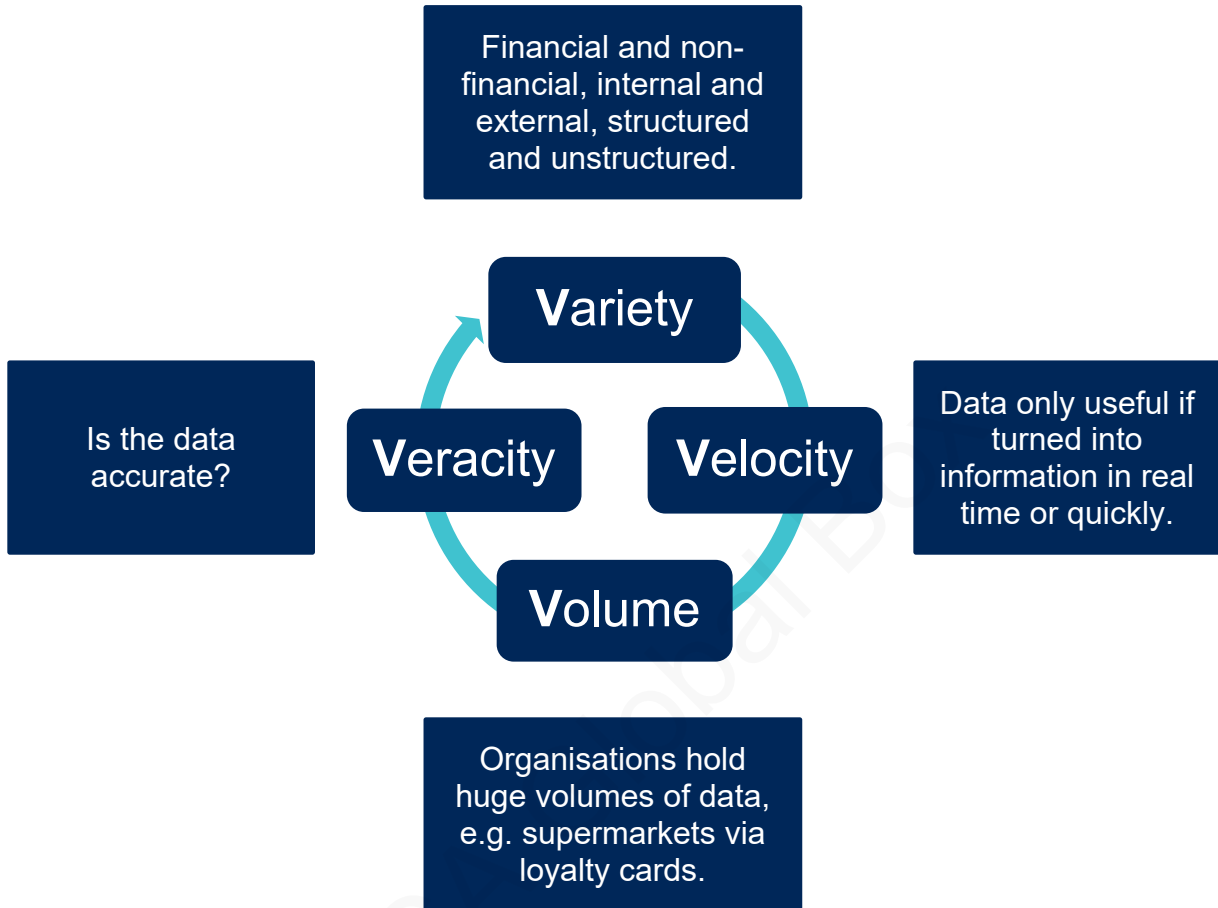 Financial and non-
financial, internal and
external, structured
and unstructured.
Variety
Is the data
accurate?
Veracity
Velocity
Data only useful if
turned into
information in real
time or quickly.
Volume
Organisations hold
huge volumes of data,
e.g. supermarkets via
loyalty cards.